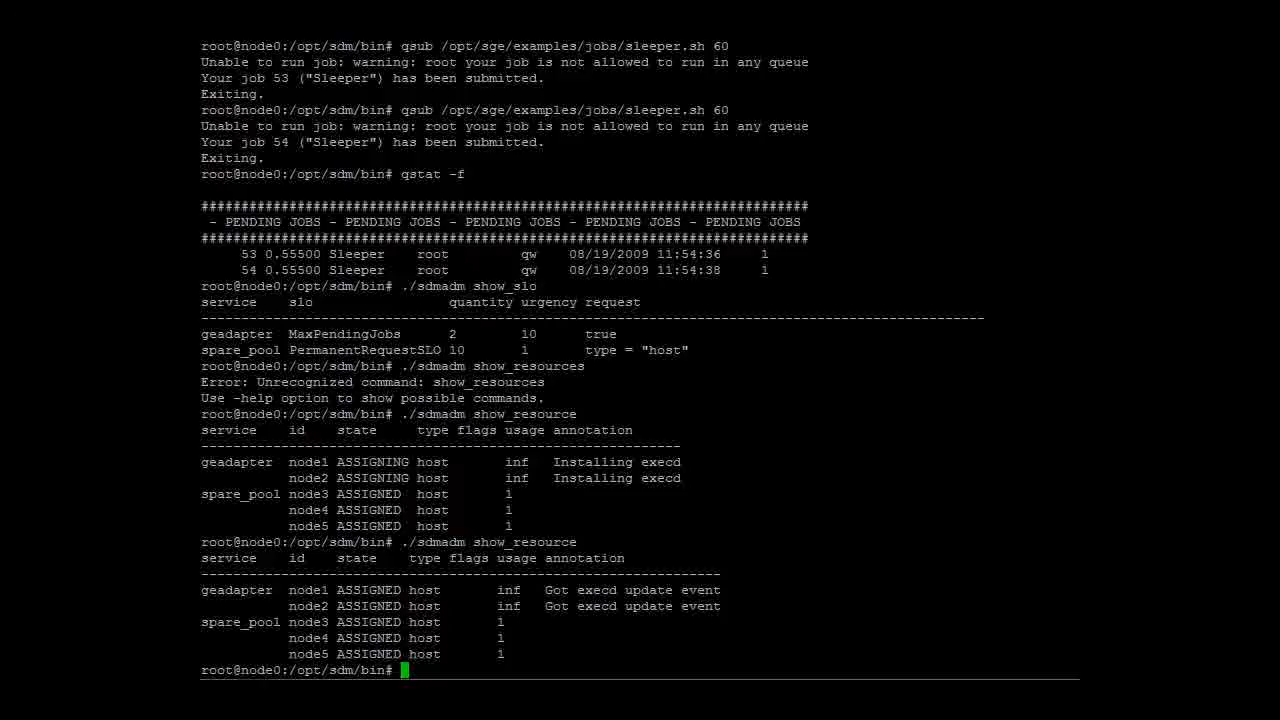 root@node0:/opt/sdm/bin# qsub /opt/sge/examples/jobs/sleeper.sh 60
Unable to run job: warning: root your job is not allowed to run in any queue
Your job 53 ("Sleeper") has been submitted.
Exiting.
root@node0:/opt/sdm/bin# qsub /opt/sge/examples/jobs/sleeper.sh 60
Unable to run job: warning: root your job is not allowed to run in any queue
Your job 54 ("Sleeper") has been submitted.
Exiting.
root@node0:/opt/sdm/bin# qstat -f
############################################################################
 - PENDING JOBS - PENDING JOBS - PENDING JOBS - PENDING JOBS - PENDING JOBS
############################################################################
     53 0.55500 Sleeper    root         qw    08/19/2009 11:54:36     1
     54 0.55500 Sleeper    root         qw    08/19/2009 11:54:38     1
root@node0:/opt/sdm/bin# ./sdmadm show_slo
service    slo                 quantity urgency request
--------------------------------------------------------------------------------------------------
geadapter  MaxPendingJobs      2        10      true
spare_pool PermanentRequestSLO 10       1       type = "host"
root@node0:/opt/sdm/bin# ./sdmadm show_resources
Error: Unrecognized command: show_resources
Use -help option to show possible commands.
root@node0:/opt/sdm/bin# ./sdmadm show_resource
service    id    state     type flags usage annotation
------------------------------------------------------------
geadapter  node1 ASSIGNING host       inf   Installing execd
           node2 ASSIGNING host       inf   Installing execd
spare_pool node3 ASSIGNED  host       1
           node4 ASSIGNED  host       1
           node5 ASSIGNED  host       1
root@node0:/opt/sdm/bin# ./sdmadm show_resource
service    id    state    type flags usage annotation
-----------------------------------------------------------------
geadapter  node1 ASSIGNED host       inf   Got execd update event
           node2 ASSIGNED host       inf   Got execd update event
spare_pool node3 ASSIGNED host       1
           node4 ASSIGNED host       1
           node5 ASSIGNED host       1
root@node0:/opt/sdm/bin#